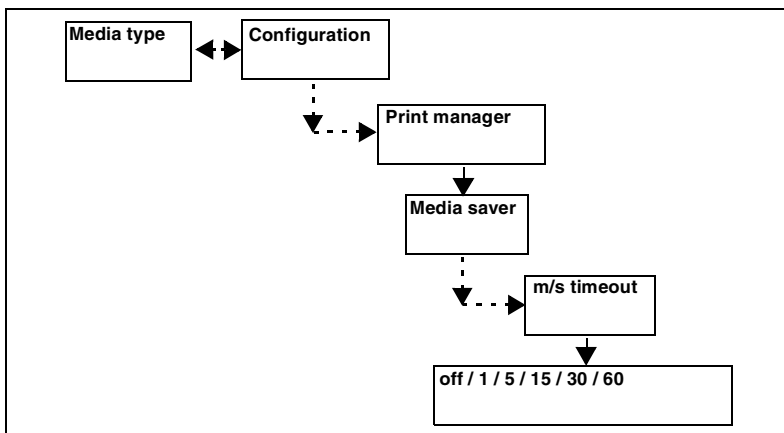 Media type
Configuration
Print manager
Media saver
m/s timeout
off / 1 / 5 / 15 / 30 / 60